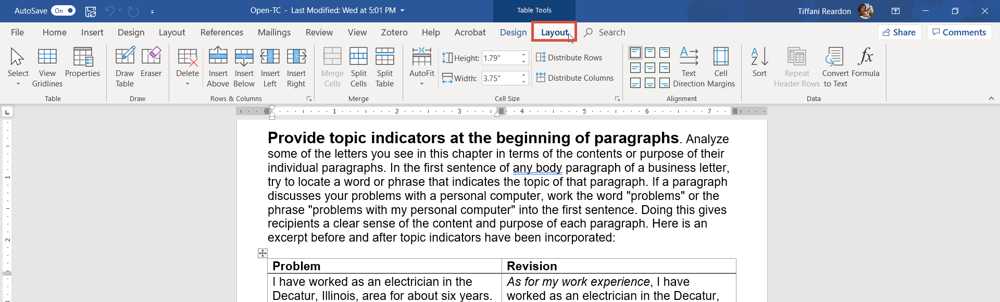 AutoSave On Open-TC - Last Modified: Wed at 5:01 PM Table Tools Tiffani Reardon
File Home Insert Design Layout References Mailings Review View Zotero Help Acrobat Design Layout Search Share Comments
Select View Gridlines Properties
Table
Draw Table Eraser
Draw
Delete Insert Above Insert Below Insert Left Insert Right
Rows & Columns
Merge Cells Split Cells Split Table
Merge
AutoFit Height: 1.79" Distribute Rows
Width: 3.75" Distribute Columns
Cell Size
Text Direction Cell Margins
Alignment
A Z Sort Repeat Header Rows Convert to Text fx Formula
Data
L 1 2 3 4 5 6 7
1
2
Provide topic indicators at the beginning of paragraphs. Analyze
some of the letters you see in this chapter in terms of the contents or purpose of their
individual paragraphs. In the first sentence of any body paragraph of a business letter,
try to locate a word or phrase that indicates the topic of that paragraph. If a paragraph
discusses your problems with a personal computer, work the word "problems" or the
phrase "problems with my personal computer" into the first sentence. Doing this gives
recipients a clear sense of the content and purpose of each paragraph. Here is an
excerpt before and after topic indicators have been incorporated:
Problem Revision
I have worked as an electrician in the As for my work experience, I have
Decatur, Illinois, area for about six years. worked as an electrician in the Decatur,